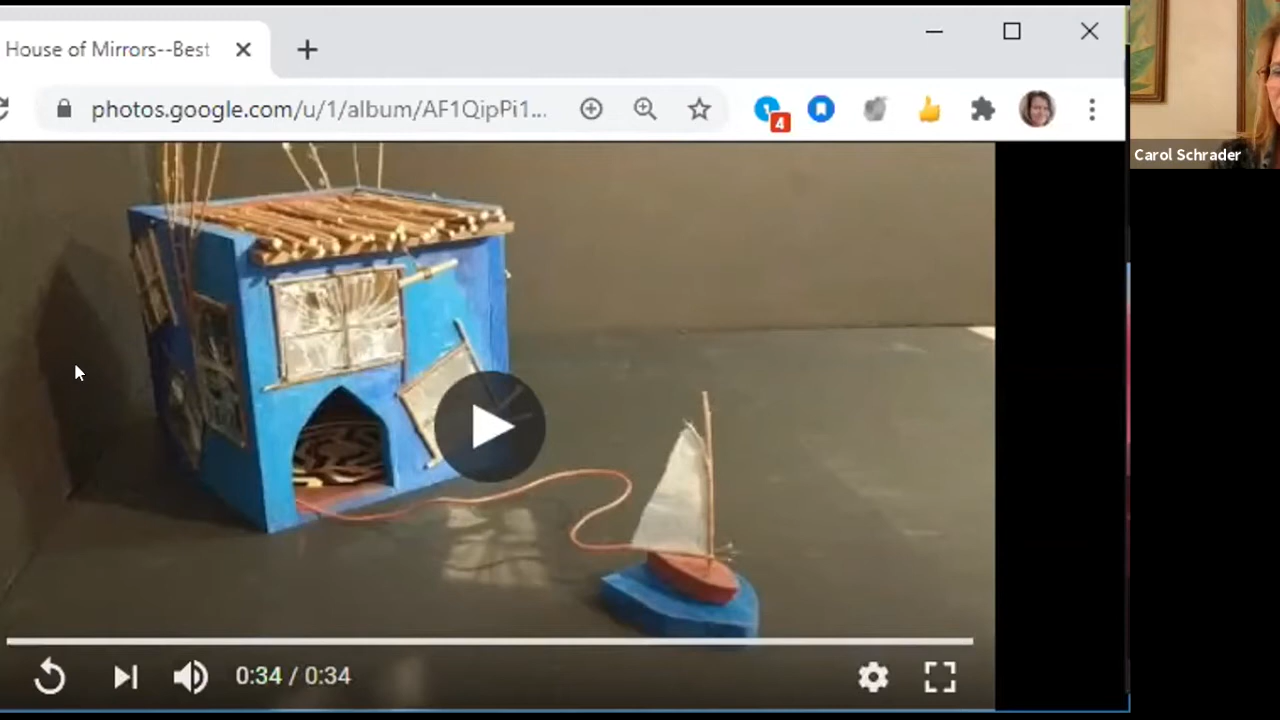 House of Mirrors--Best
photos.google.com/u/1/album/AF1QipPi1...
4
Carol Schrader
0:34 / 0:34